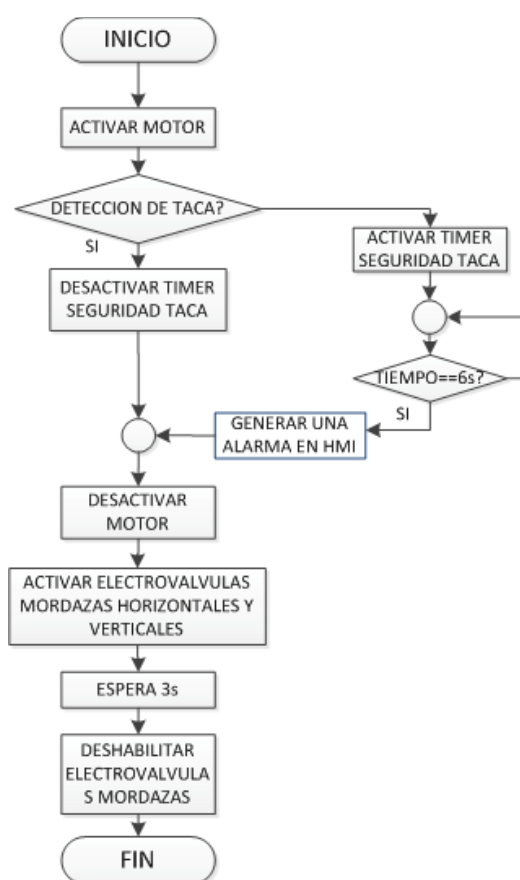 INICIO
ACTIVAR MOTOR
DETECCION DE TACA?
SI
DESACTIVAR TIMER
SEGURIDAD TACA
ACTIVAR TIMER
SEGURIDAD TACA
TIEMPO==6s?
SI
GENERAR UNA
ALARMA EN HMI
DESACTIVAR
MOTOR
ACTIVAR ELECTROVALVULAS
MORDAZAS HORIZONTALES Y
VERTICALES
ESPERA 3s
DESHABILITAR
ELECTROVALVULA
S MORDAZAS
FIN